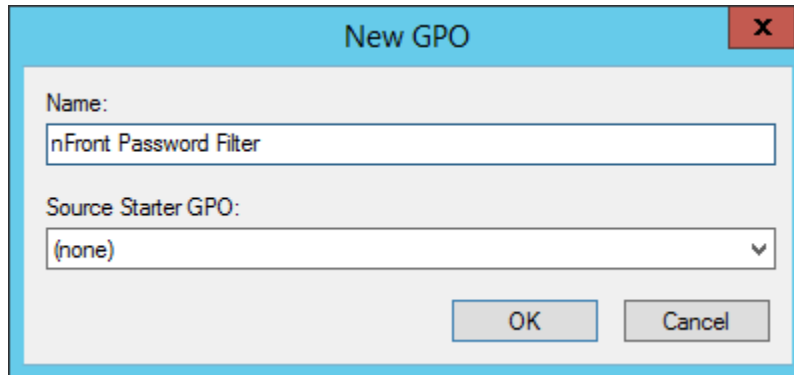 New GPO
x
Name:
nFront Password Filter
Source Starter GPO:
(none)
OK
Cancel